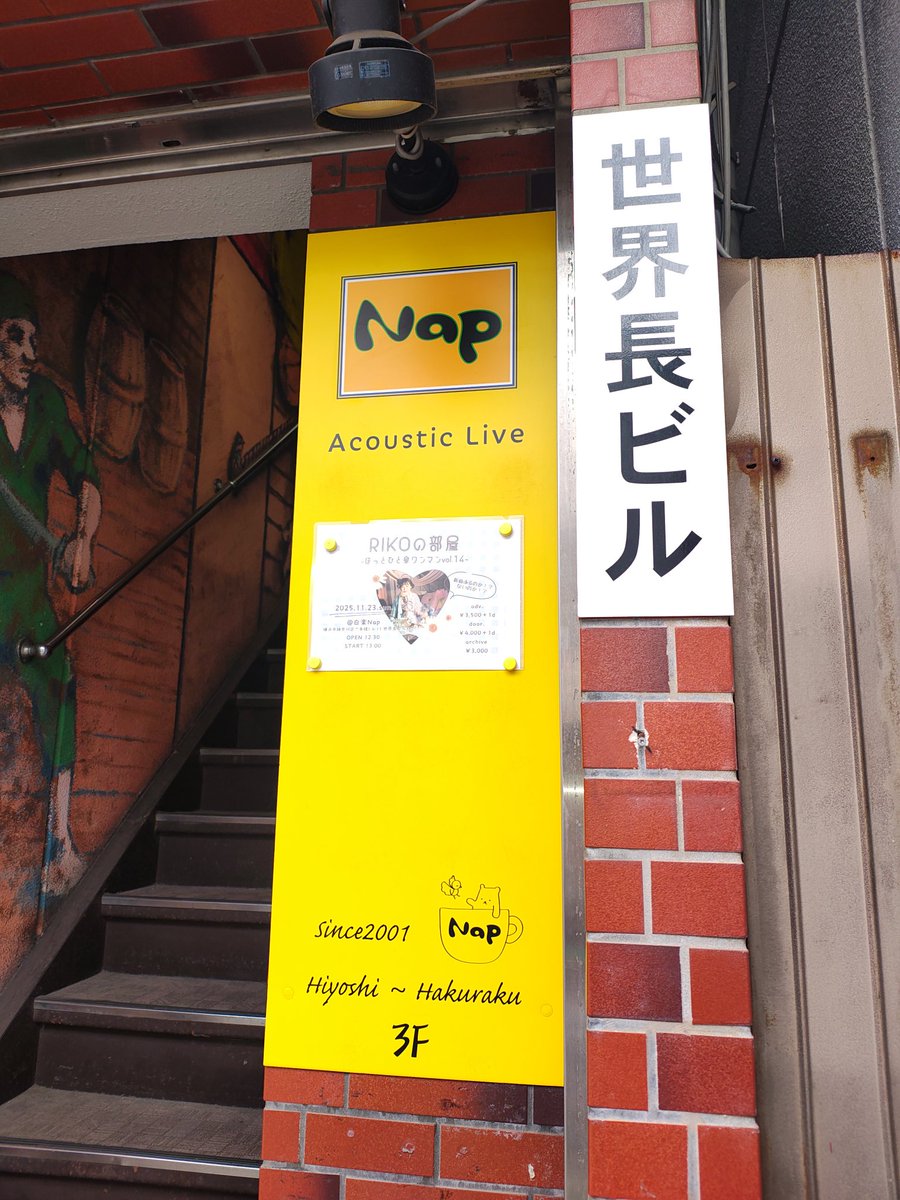 世界長ビル
Nap
Acoustic Live
RIKOの部屋
2025.11.23.sun
@白楽Nap
OPEN 12:30
START 13:00
adv.
￥3,500+1d
door.
￥4,000+1d
archive
￥3,000
Since2001
Nap
Hiyoshi ~ Hakuraku
3F